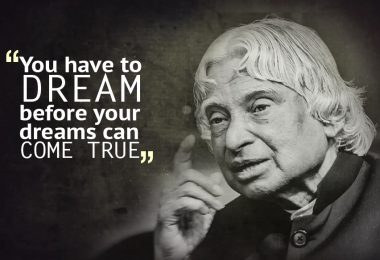 “You have to
DREAM
before your
dreams can
COME TRUE„